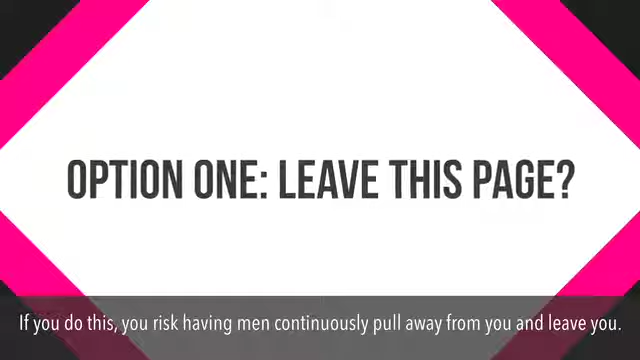 OPTION ONE: LEAVE THIS PAGE?
If you do this, you risk having men continuously pull away from you and leave you.